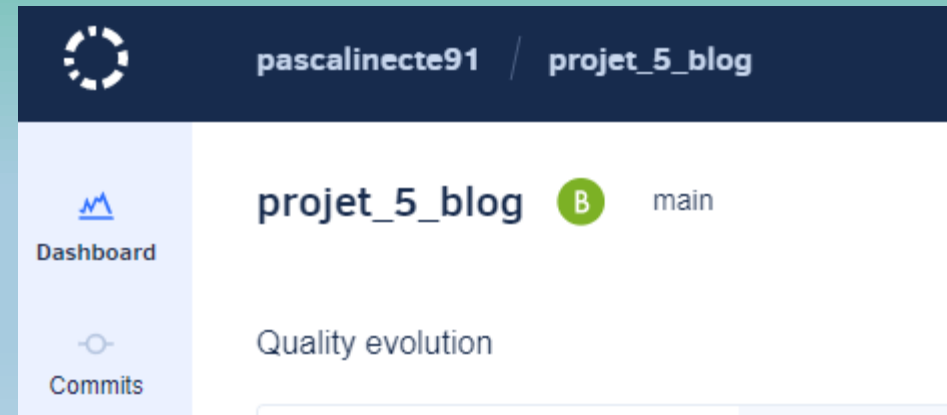 pascalinecte91 / projet_5_blog
projet_5_blog B main
Dashboard
Quality evolution
Commits